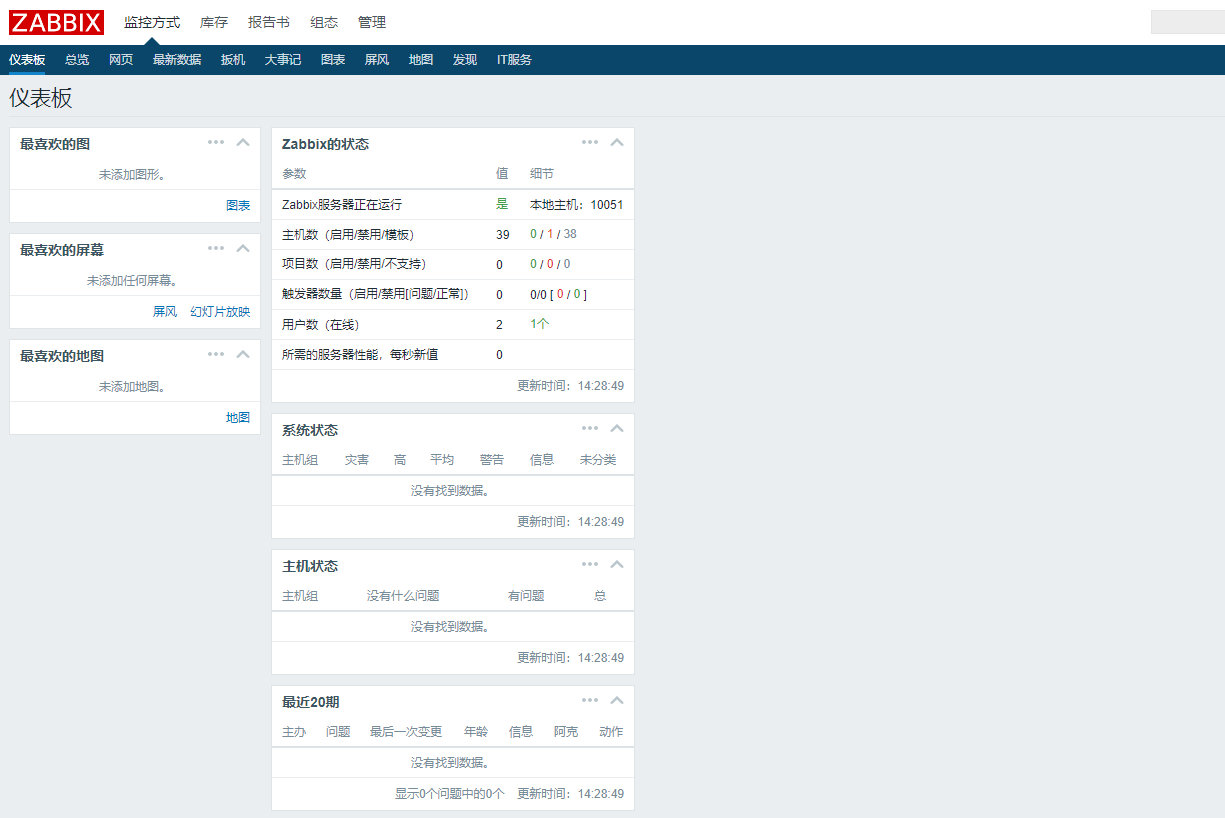 ZABBIX 监控方式 库存 报告书 组态 管理
仪表板 总览 网页 最新数据 扳机 大事记 图表 屏风 地图 发现 IT服务
仪表板
最喜欢的图
未添加图形。
图表
最喜欢的屏幕
未添加任何屏幕。
屏风 幻灯片放映
最喜欢的地图
未添加地图。
地图
Zabbix的状态
参数 值 细节
Zabbix服务器正在运行 是 本地主机：10051
主机数（启用/禁用/模板） 39 0 / 1 / 38
项目数（启用/禁用/不支持） 0 0 / 0 / 0
触发器数量（启用/禁用[问题/正常]） 0 0/0 [ 0 / 0 ]
用户数（在线） 2 1个
所需的服务器性能，每秒新值 0
更新时间：14:28:49
系统状态
主机组 灾害 高 平均 警告 信息 未分类
没有找到数据。
更新时间：14:28:49
主机状态
主机组 没有什么问题 有问题 总
没有找到数据。
更新时间：14:28:49
最近20期
主办 问题 最后一次变更 年龄 信息 阿克 动作
没有找到数据。
显示0个问题中的0个 更新时间：14:28:49